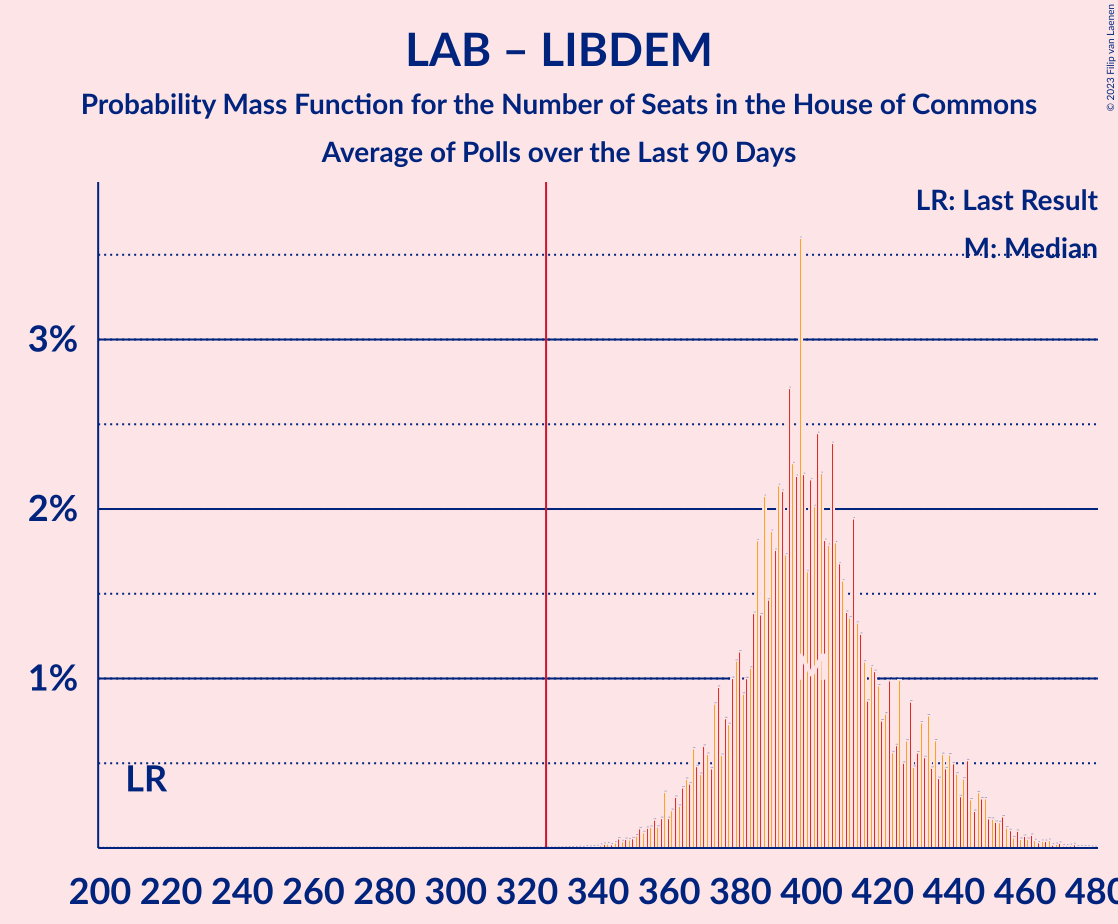 LAB – LIBDEM
Probability Mass Function for the Number of Seats in the House of Commons
Average of Polls over the Last 90 Days
© 2023 Filip van Laenen
LR: Last Result
M: Median
3%
2%
1%
M
LR
200 220 240 260 280 300 320 340 360 380 400 420 440 460 480